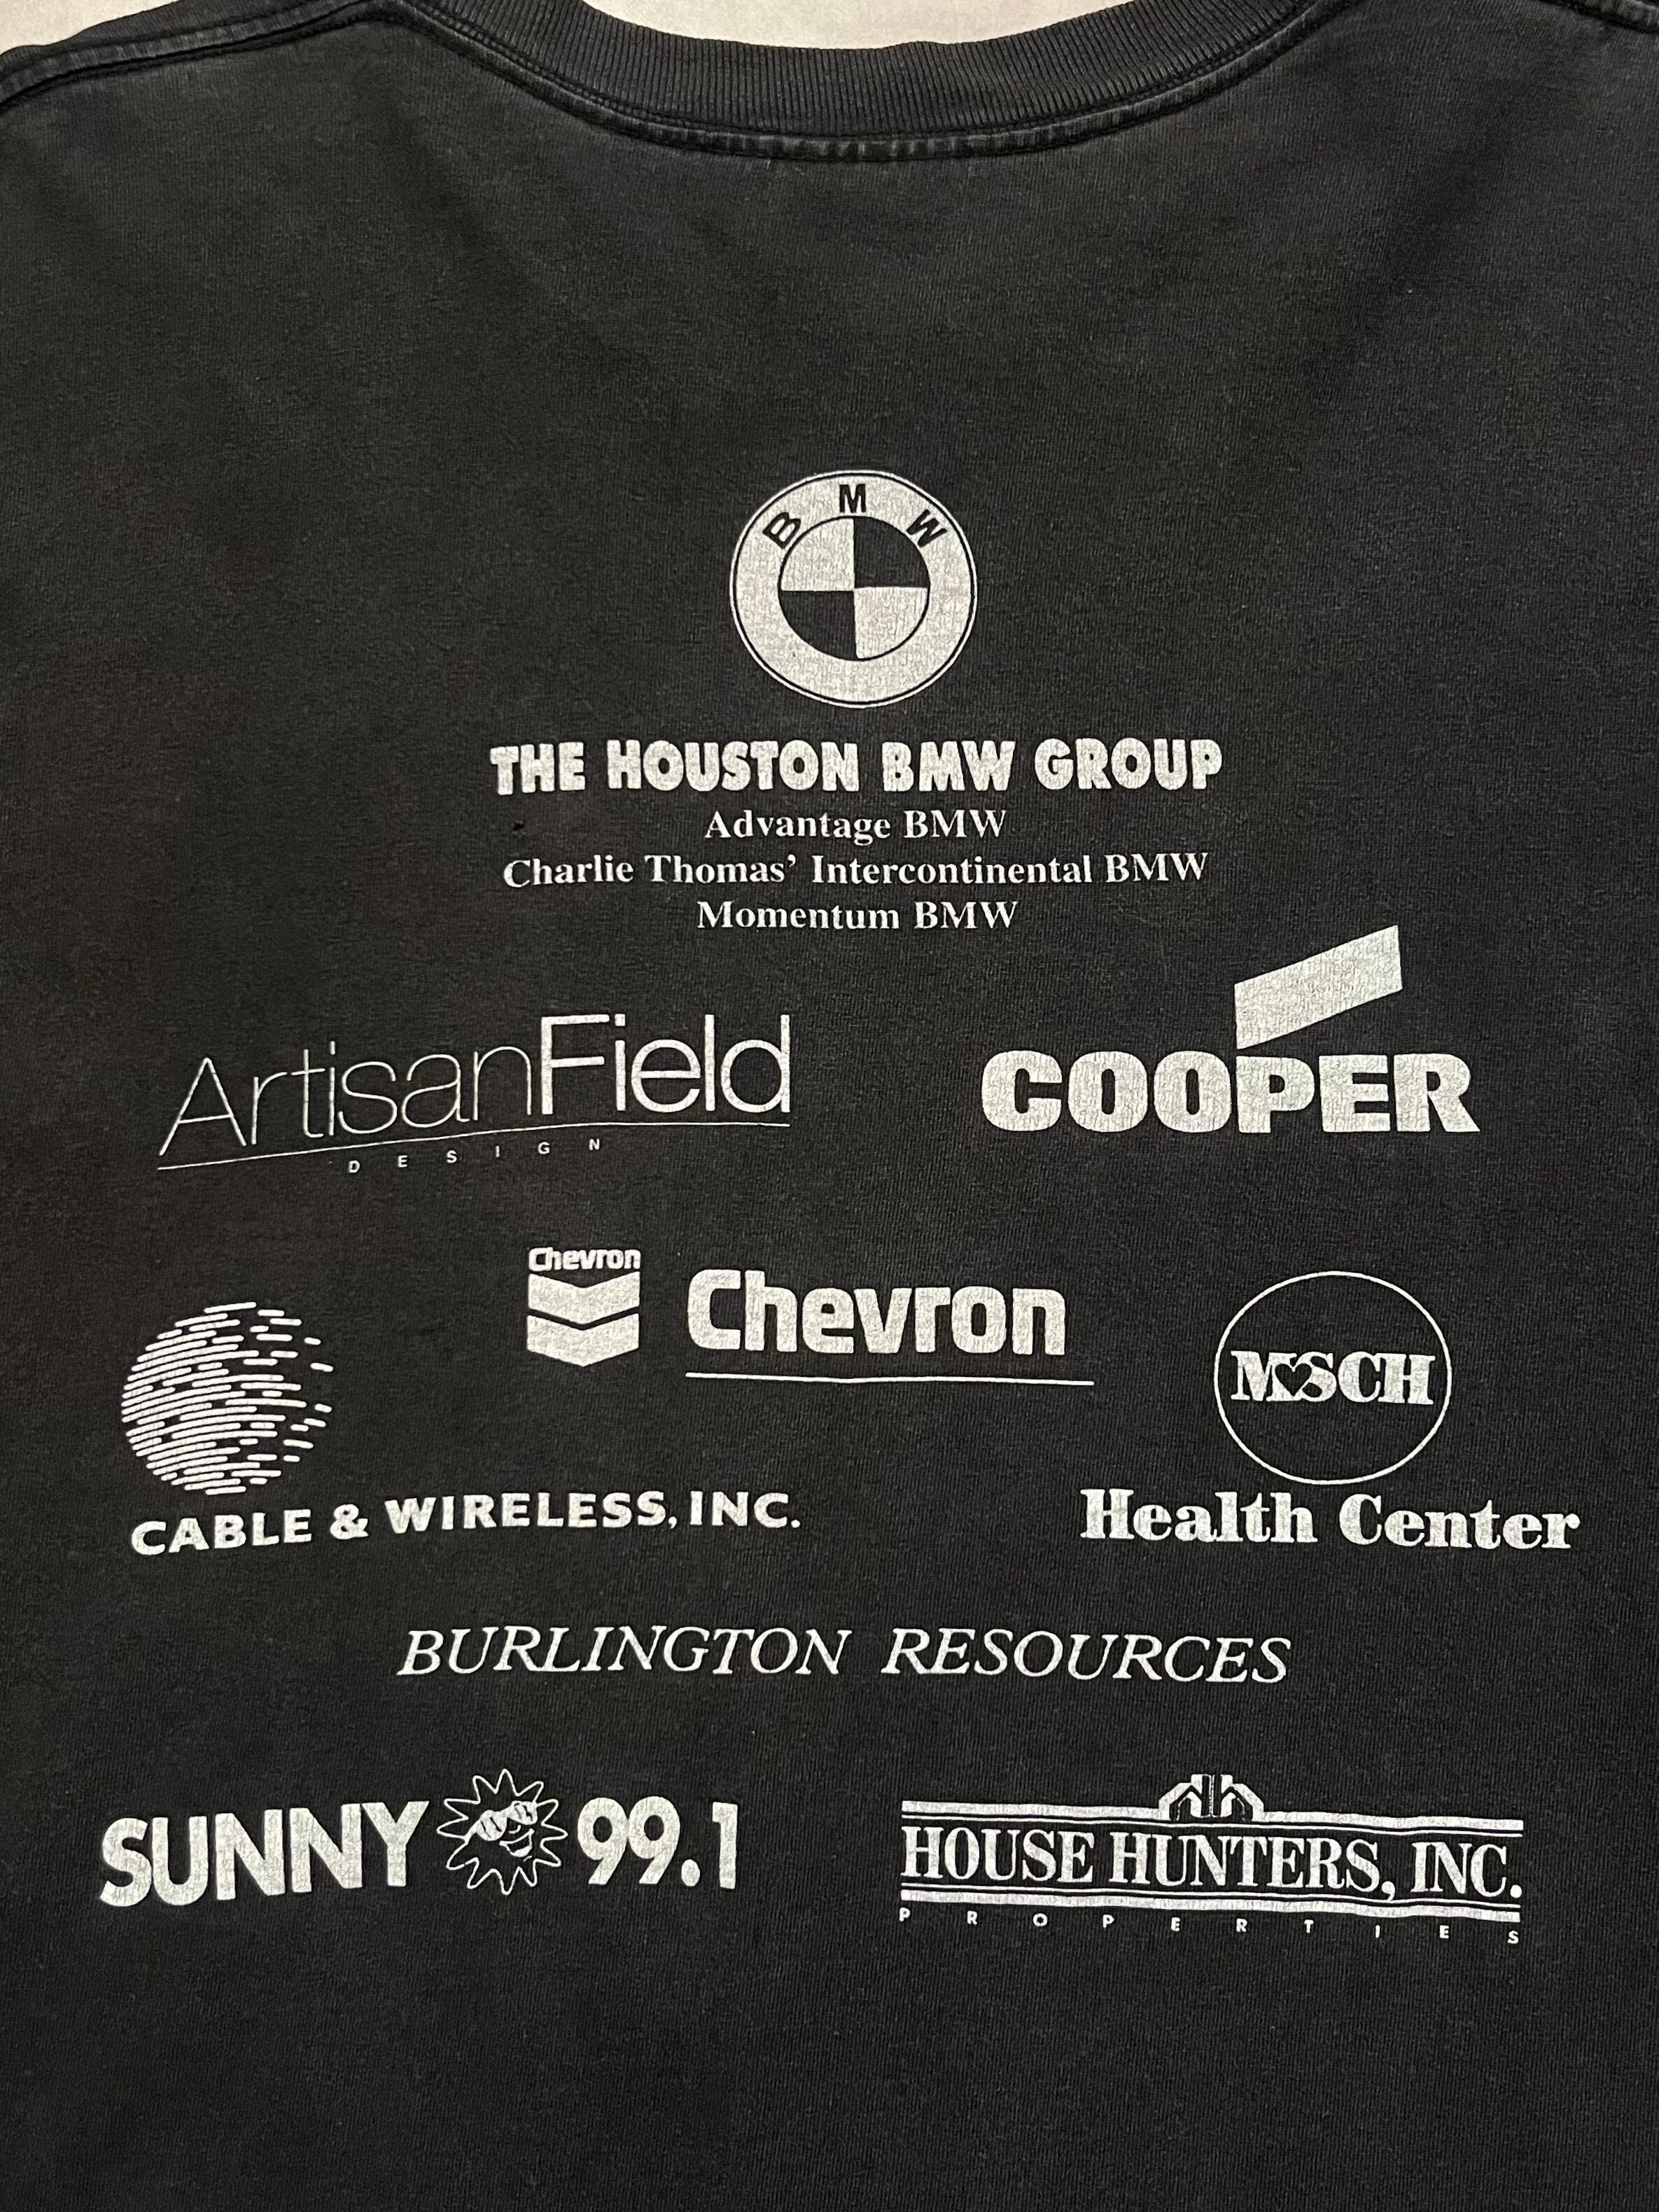 BMW
THE HOUSTON BMW GROUP
Advantage BMW
Charlie Thomas’ Intercontinental BMW
Momentum BMW
ArtisanField
DESIGN
COOPER
Chevron
Chevron
CABLE & WIRELESS, INC.
MSCH
Health Center
BURLINGTON RESOURCES
SUNNY 99.1
HOUSE HUNTERS, INC.
PROPERTIES